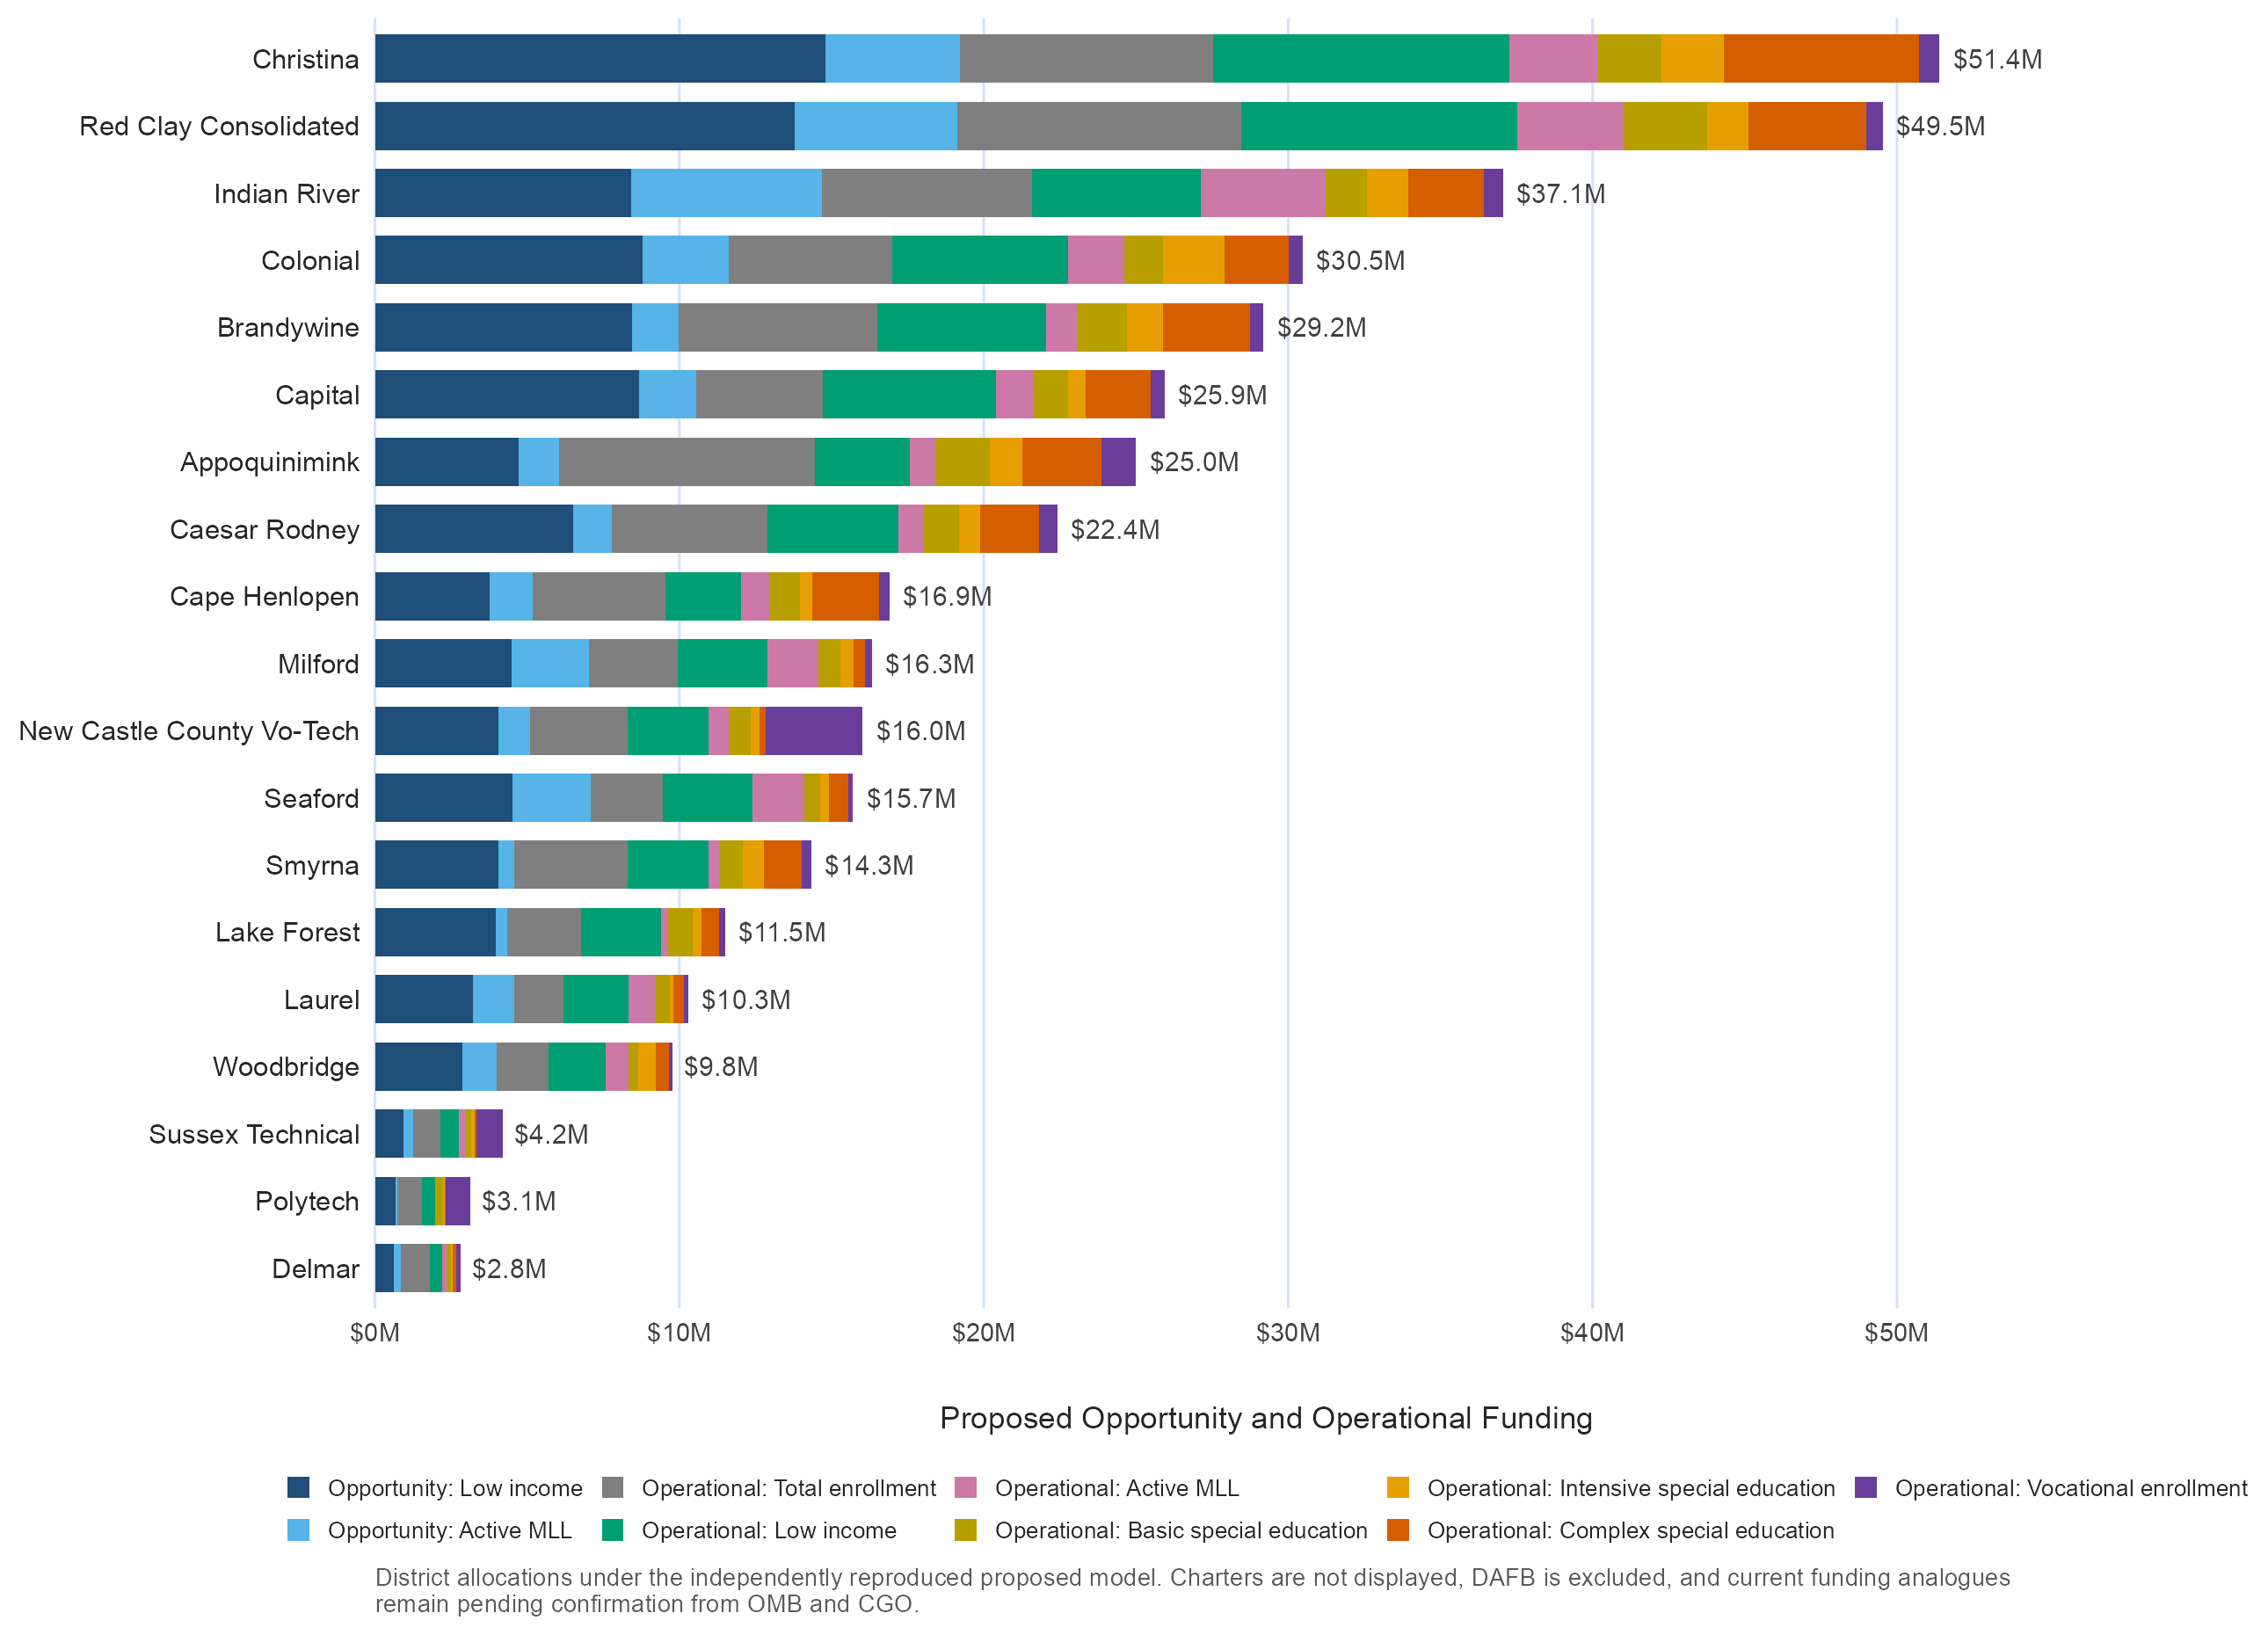 Christina $51.4M
Red Clay Consolidated $49.5M
Indian River $37.1M
Colonial $30.5M
Brandywine $29.2M
Capital $25.9M
Appoquinimink $25.0M
Caesar Rodney $22.4M
Cape Henlopen $16.9M
Milford $16.3M
New Castle County Vo-Tech $16.0M
Seaford $15.7M
Smyrna $14.3M
Lake Forest $11.5M
Laurel $10.3M
Woodbridge $9.8M
Sussex Technical $4.2M
Polytech $3.1M
Delmar $2.8M
$0M $10M $20M $30M $40M $50M
Proposed Opportunity and Operational Funding
Opportunity: Low income Operational: Total enrollment Operational: Active MLL Operational: Intensive special education Operational: Vocational enrollment
Opportunity: Active MLL Operational: Low income Operational: Basic special education Operational: Complex special education
District allocations under the independently reproduced proposed model. Charters are not displayed, DAFB is excluded, and current funding analogues
remain pending confirmation from OMB and CGO.